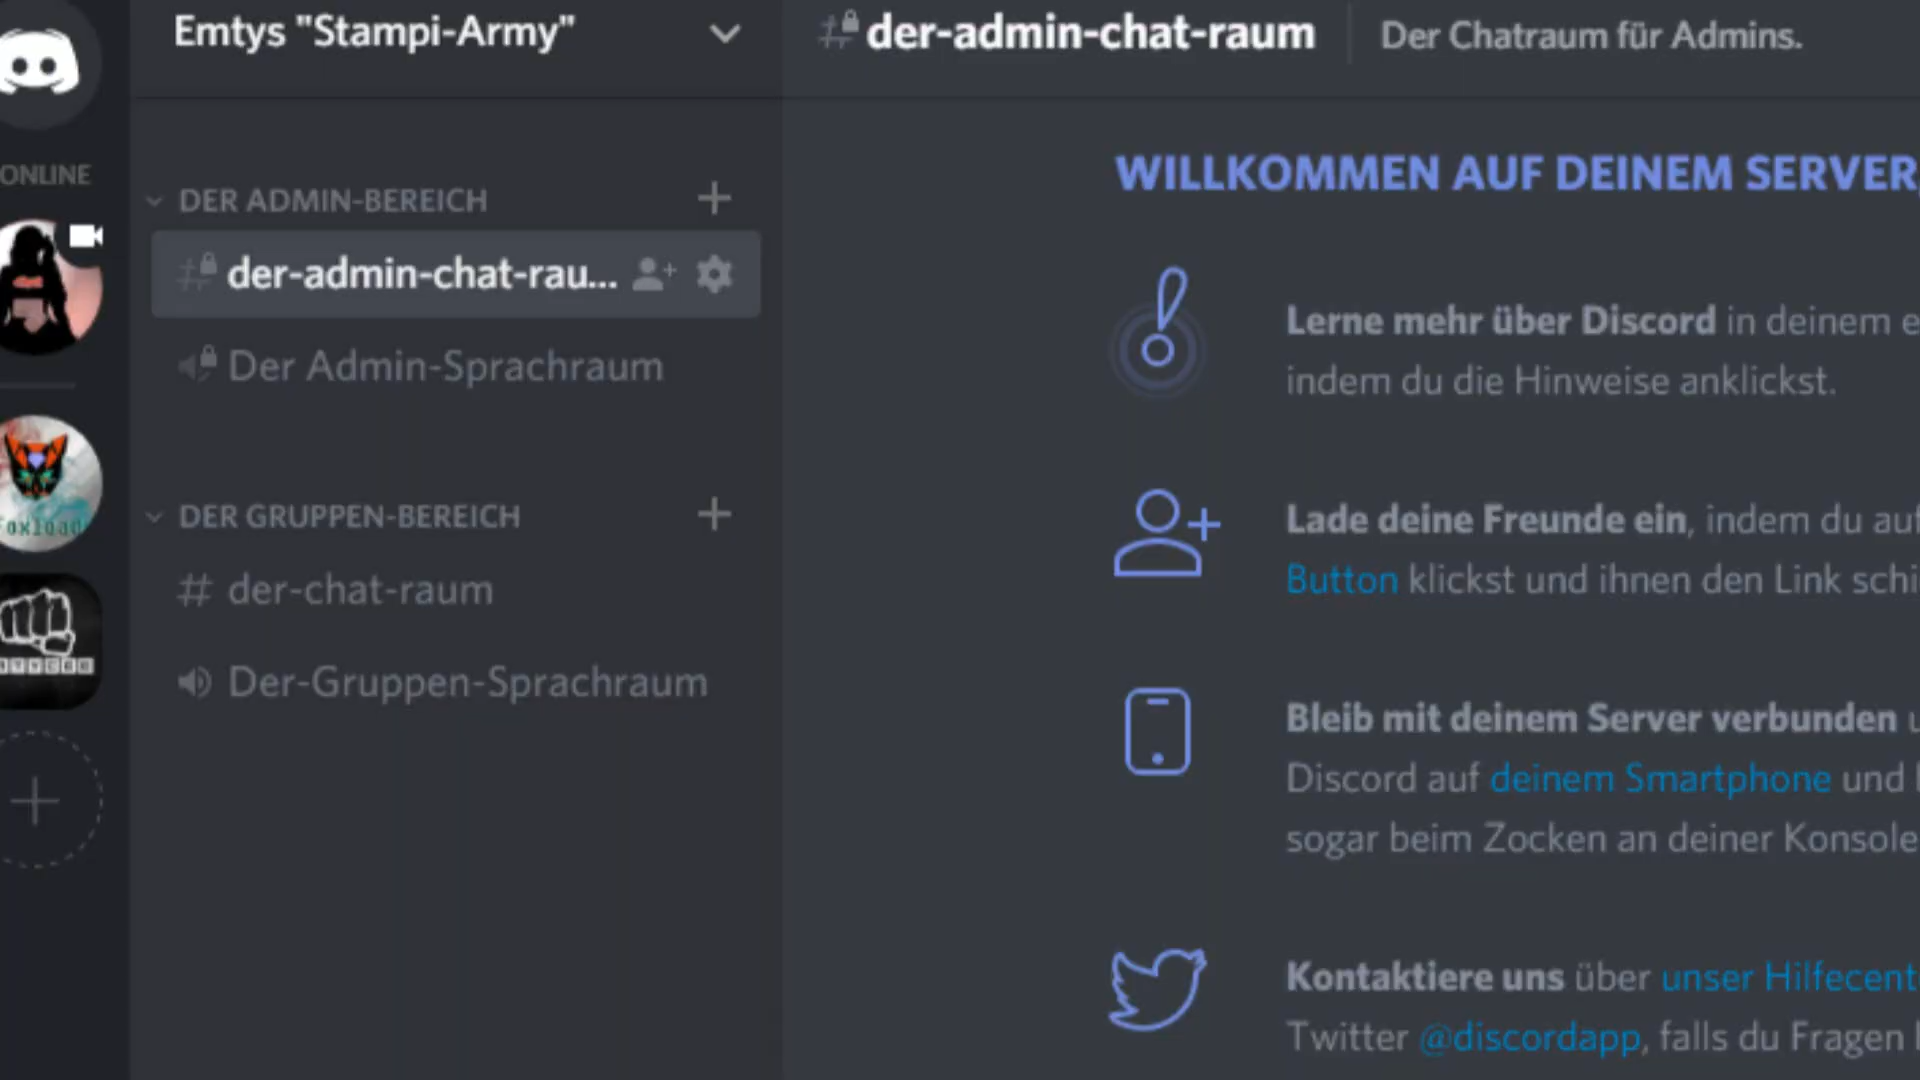 Emtys "Stampi-Army"
der-admin-chat-raum
Der Chatraum für Admins.
ONLINE
DER ADMIN-BEREICH
der-admin-chat-rau...
Der Admin-Sprachraum
DER GRUPPEN-BEREICH
der-chat-raum
Der-Gruppen-Sprachraum
WILLKOMMEN AUF DEINEM SERVER
Lerne mehr über Discord in deinem e
indem du die Hinweise anklickst.
Lade deine Freunde ein, indem du auf
Button klickst und ihnen den Link schi
Bleib mit deinem Server verbunden u
Discord auf deinem Smartphone und
sogar beim Zocken an deiner Konsole
Kontaktiere uns über unser Hilfecent
Twitter @discordapp, falls du Fragen